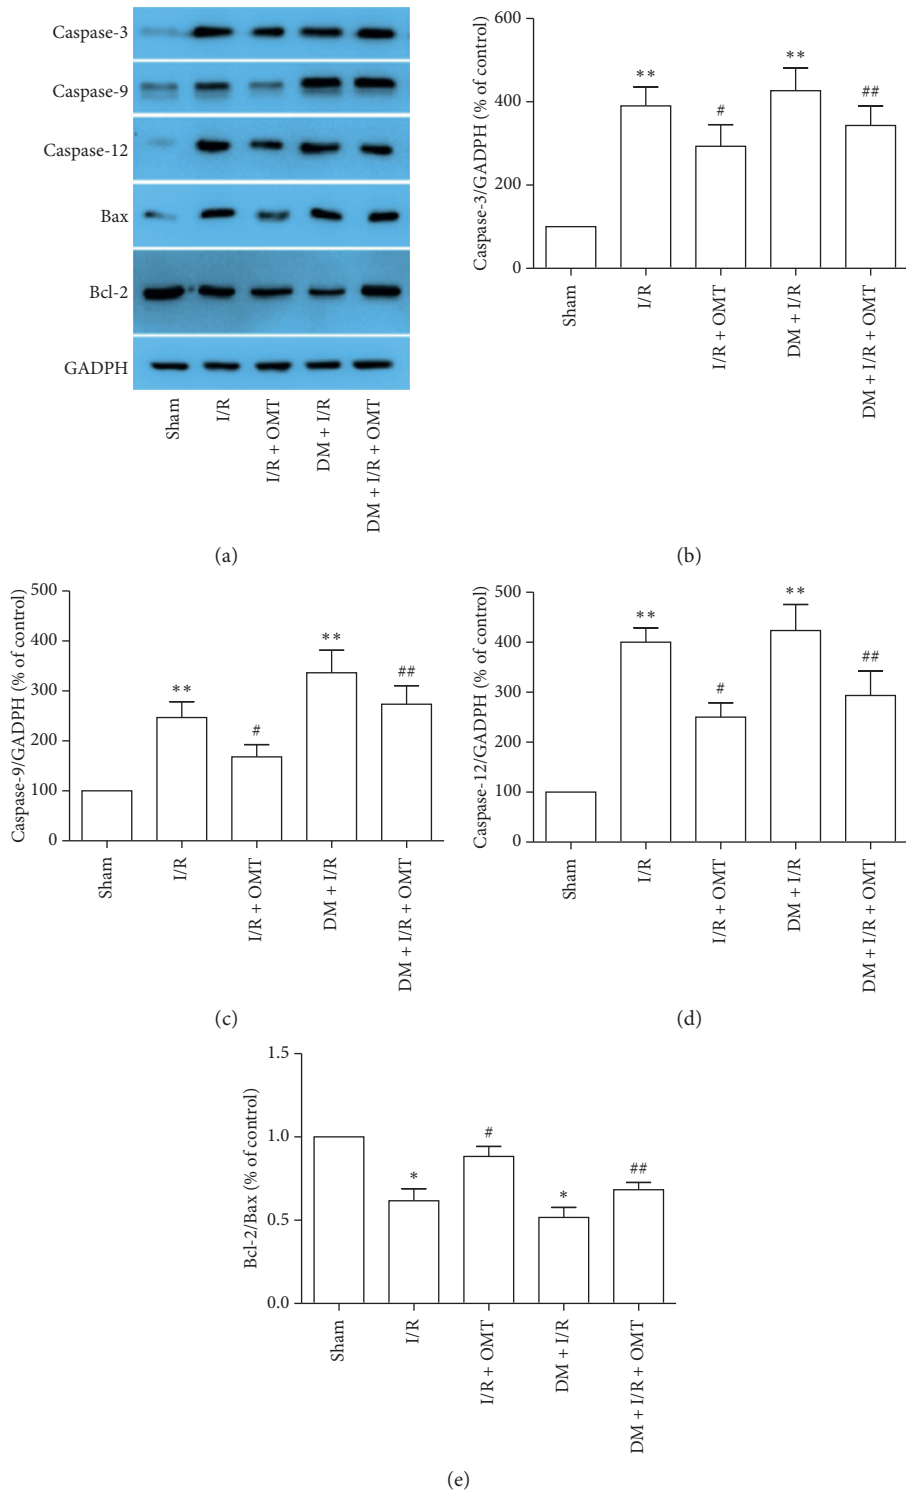 Caspase-3
Caspase-9
Caspase-12
Bax
Bcl-2
GADPH
Sham
I/R
I/R + OMT
DM + I/R
DM + I/R + OMT
(a)
Caspase-3/GADPH (% of control)
600
400
200
0
**
#
**
##
Sham
I/R
I/R + OMT
DM + I/R
DM + I/R + OMT
(b)
Caspase-9/GADPH (% of control)
500
400
300
200
100
0
**
#
**
##
Sham
I/R
I/R + OMT
DM + I/R
DM + I/R + OMT
(c)
Caspase-12/GADPH (% of control)
500
400
300
200
100
0
**
#
**
##
Sham
I/R
I/R + OMT
DM + I/R
DM + I/R + OMT
(d)
Bcl-2/Bax (% of control)
1.5
1.0
0.5
0.0
*
#
*
##
Sham
I/R
I/R + OMT
DM + I/R
DM + I/R + OMT
(e)